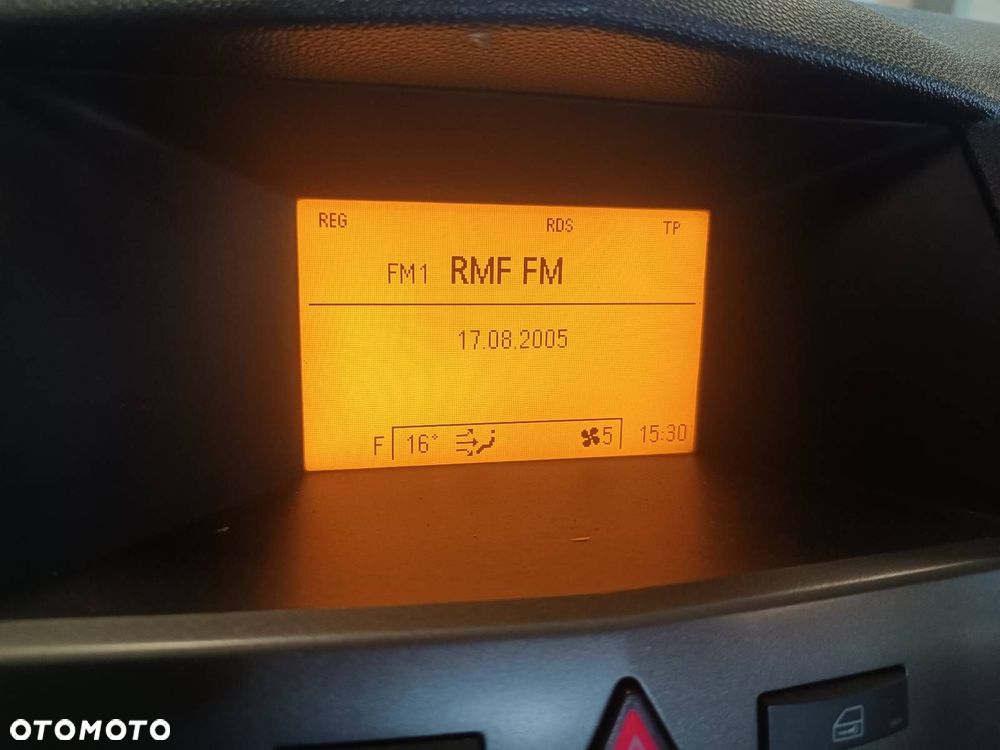 REG RDS TP
FM1 RMF FM
17.08.2005
F 16° 5 15:30
OTOMOTO